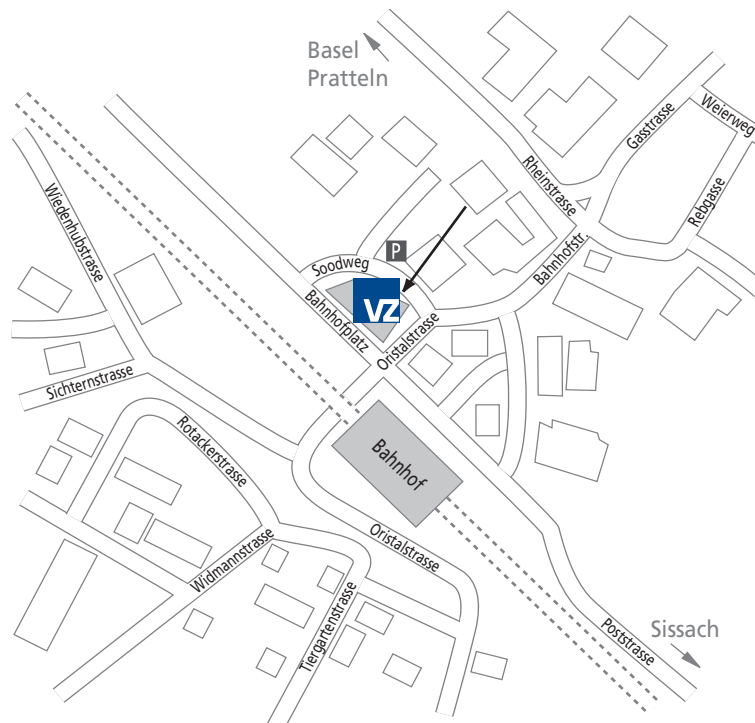 Basel
Pratteln
Weierweg
Gasstrasse
Rheinstrasse
Rebgasse
Wiedenhubstrasse
P
Bahnhofstr.
Soodweg
VZ
Bahnhofplatz
Oristalstrasse
Sichternstrasse
Rotackerstrasse
Bahnhof
Oristalstrasse
Widmannstrasse
Tiergartenstrasse
Poststrasse
Sissach